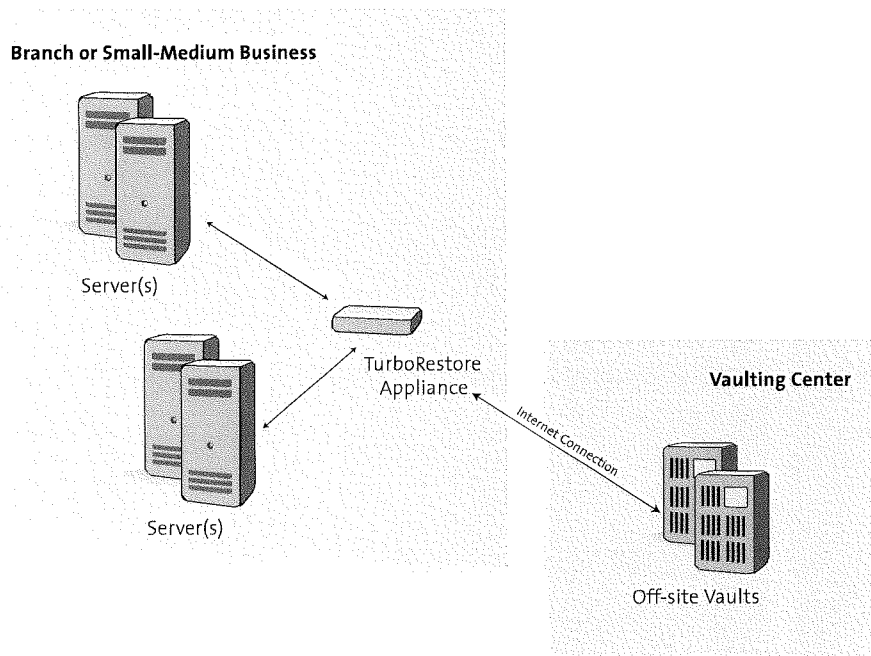 Branch or Small-Medium Business
Server(s)
TurboRestore
Appliance
Server(s)
Internet Connection
Vaulting Center
Off-site Vaults